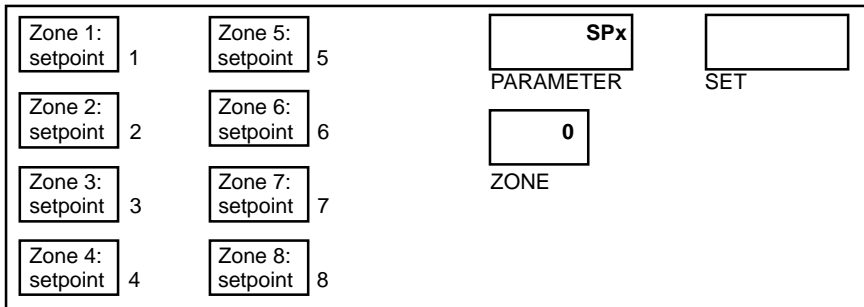 Zone 1:
setpoint 1
Zone 2:
setpoint 2
Zone 3:
setpoint 3
Zone 4:
setpoint 4
Zone 5:
setpoint 5
Zone 6:
setpoint 6
Zone 7:
setpoint 7
Zone 8:
setpoint 8
SPx
PARAMETER
SET
0
ZONE